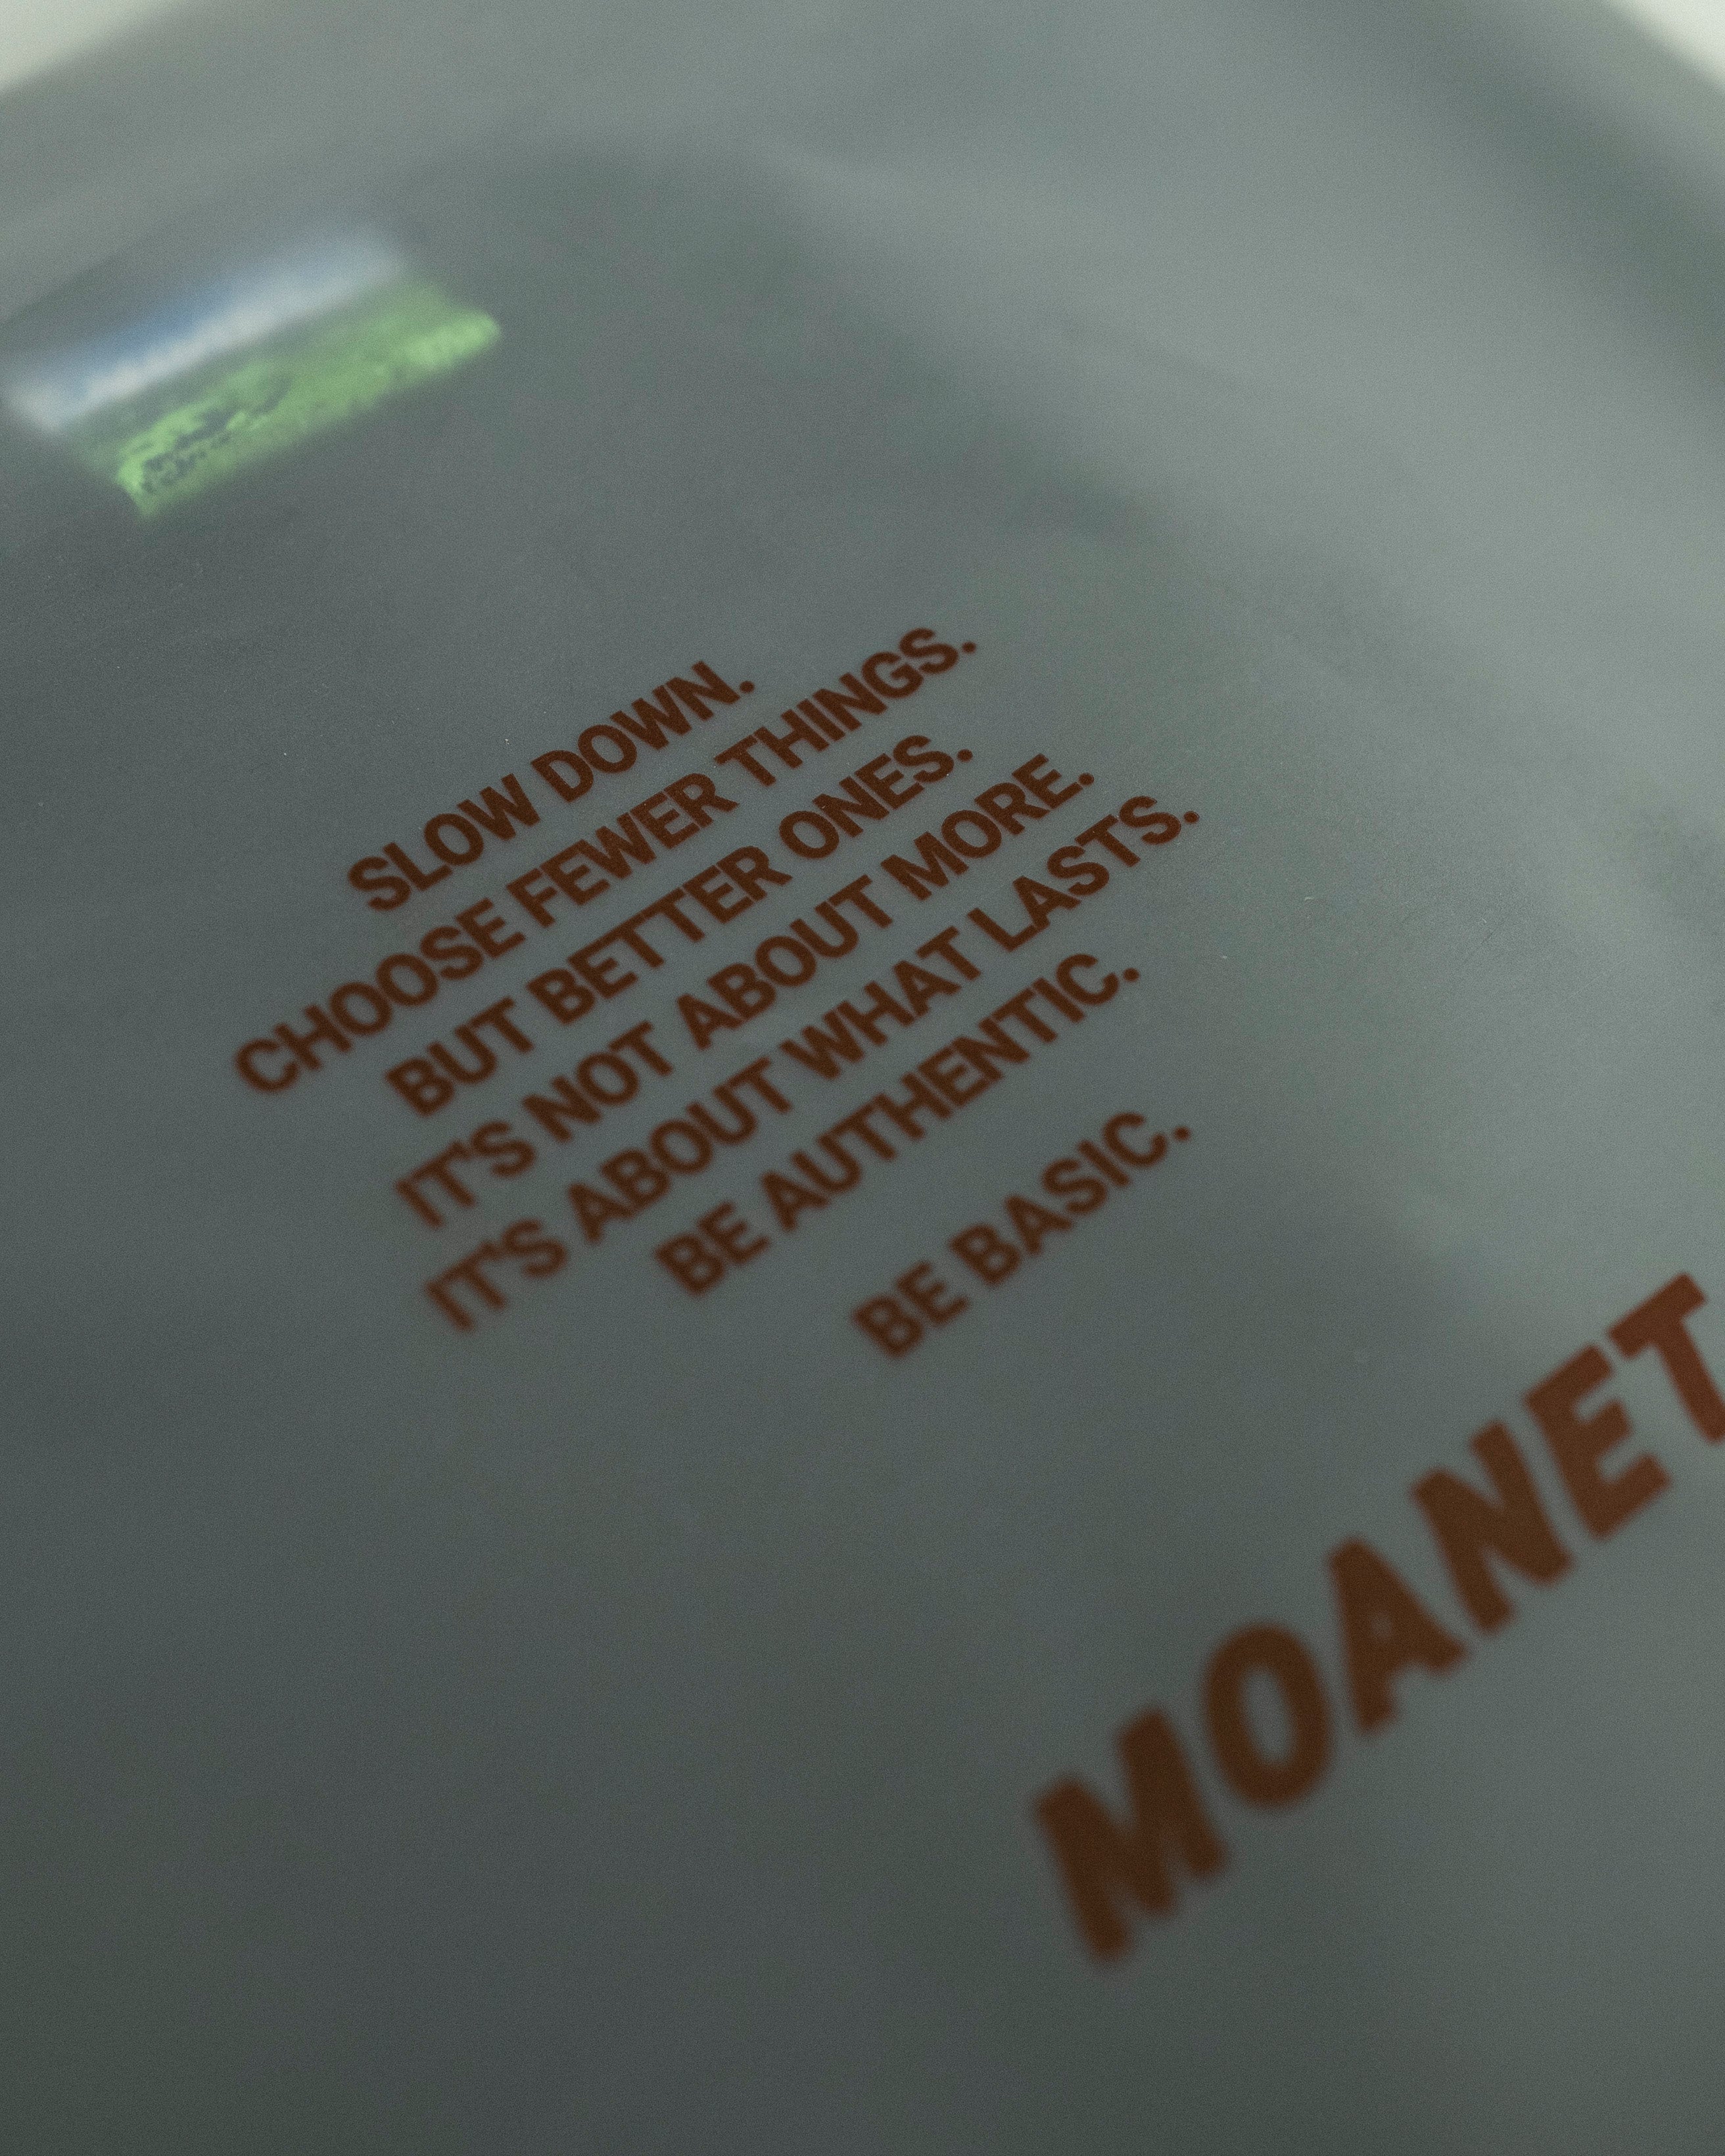 SLOW DOWN.
CHOOSE FEWER THINGS.
BUT BETTER ONES.
IT'S NOT ABOUT MORE.
IT'S ABOUT WHAT LASTS.
BE AUTHENTIC.
BE BASIC.
MOANET